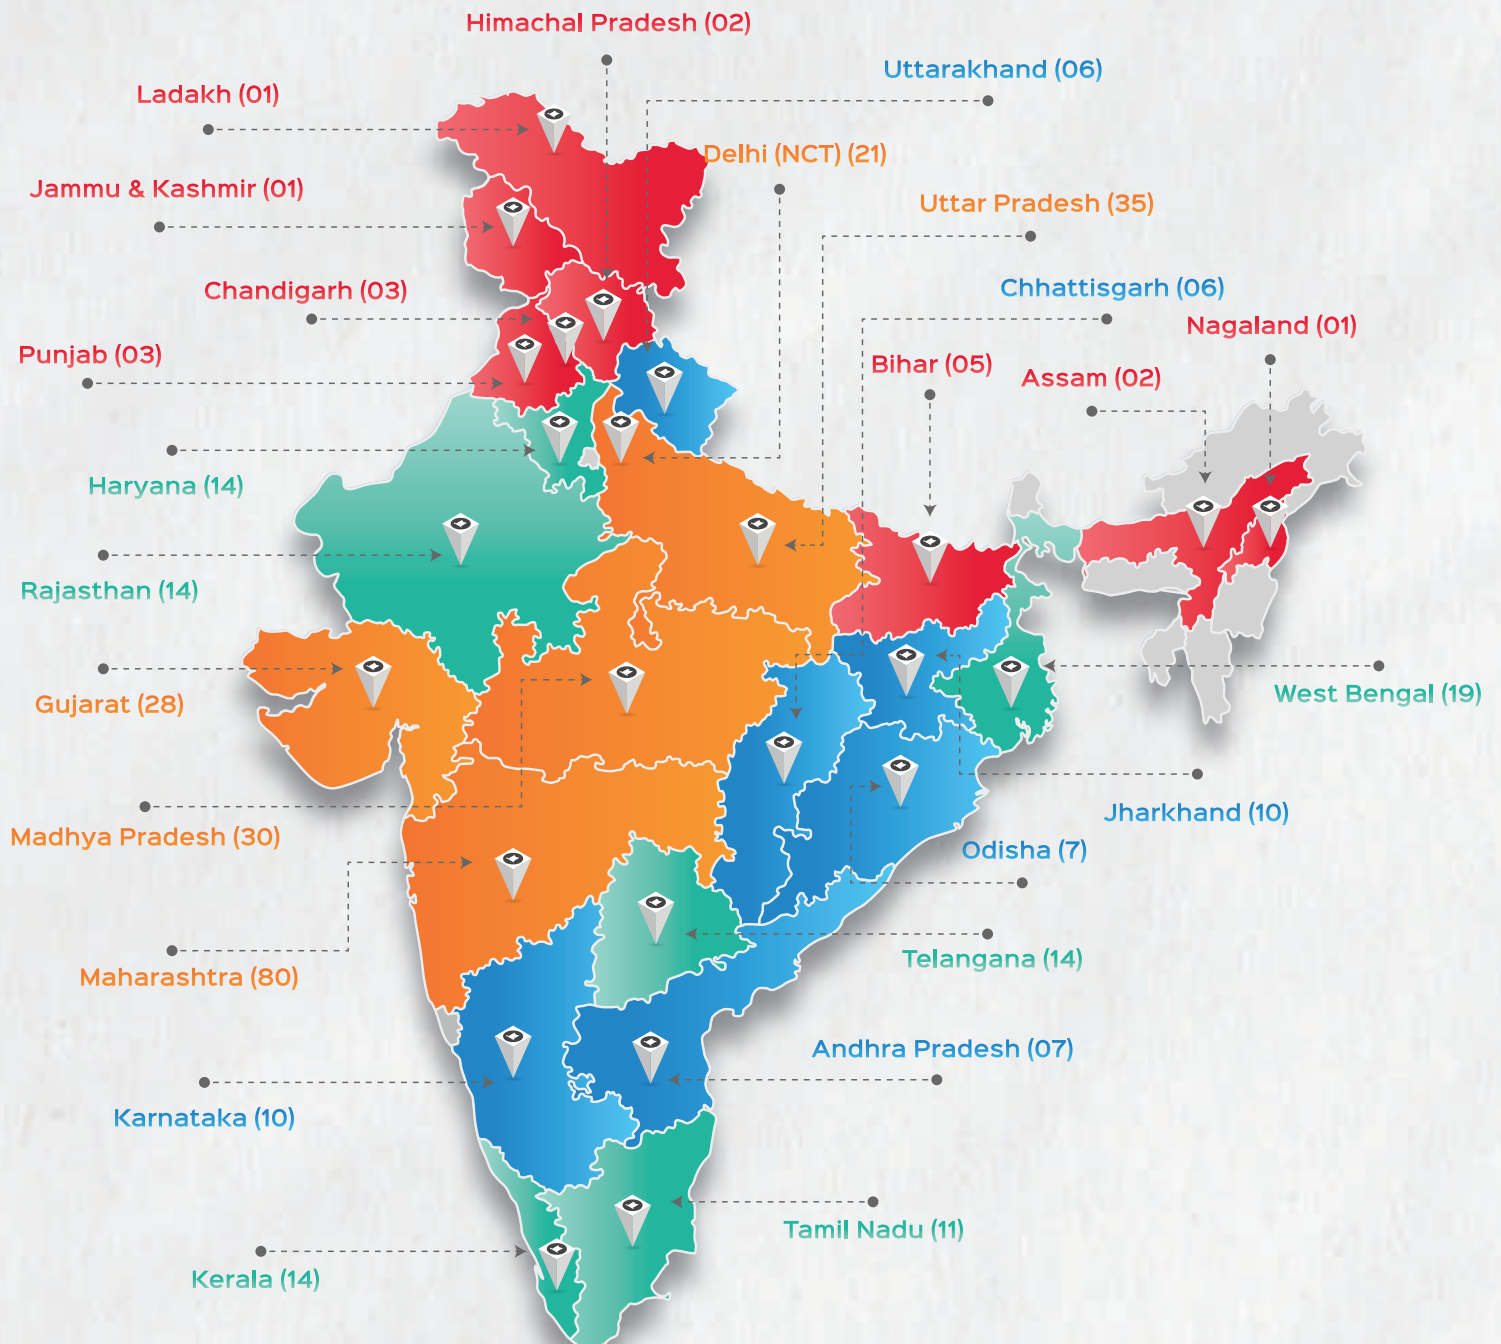 Himachal Pradesh (02)
Uttarakhand (06)
Ladakh (01)
Delhi (NCT) (21)
Jammu & Kashmir (01)
Uttar Pradesh (35)
Chandigarh (03)
Chhattisgarh (06)
Nagaland (01)
Punjab (03)
Bihar (05)
Assam (02)
Haryana (14)
Rajasthan (14)
Gujarat (28)
West Bengal (19)
Madhya Pradesh (30)
Jharkhand (10)
Odisha (7)
Maharashtra (80)
Telangana (14)
Andhra Pradesh (07)
Karnataka (10)
Tamil Nadu (11)
Kerala (14)